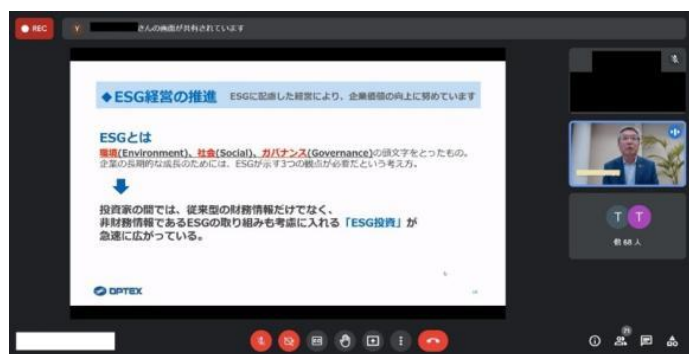 REC
Y
さんの画面が共有されています
◆ESG経営の推進 ESGに配慮した経営により、企業価値の向上に努めています
ESGとは
環境(Environment)、社会(Social)、ガバナンス(Governance)の頭文字をとったもの。
企業の長期的な成長のためには、ESGが示す3つの観点が必要だという考え方。
投資家の間では、従来型の財務情報だけでなく、
非財務情報であるESGの取り組みも考慮に入れる「ESG投資」が
急速に広がっている。
OPTEX
T T
他 68 人